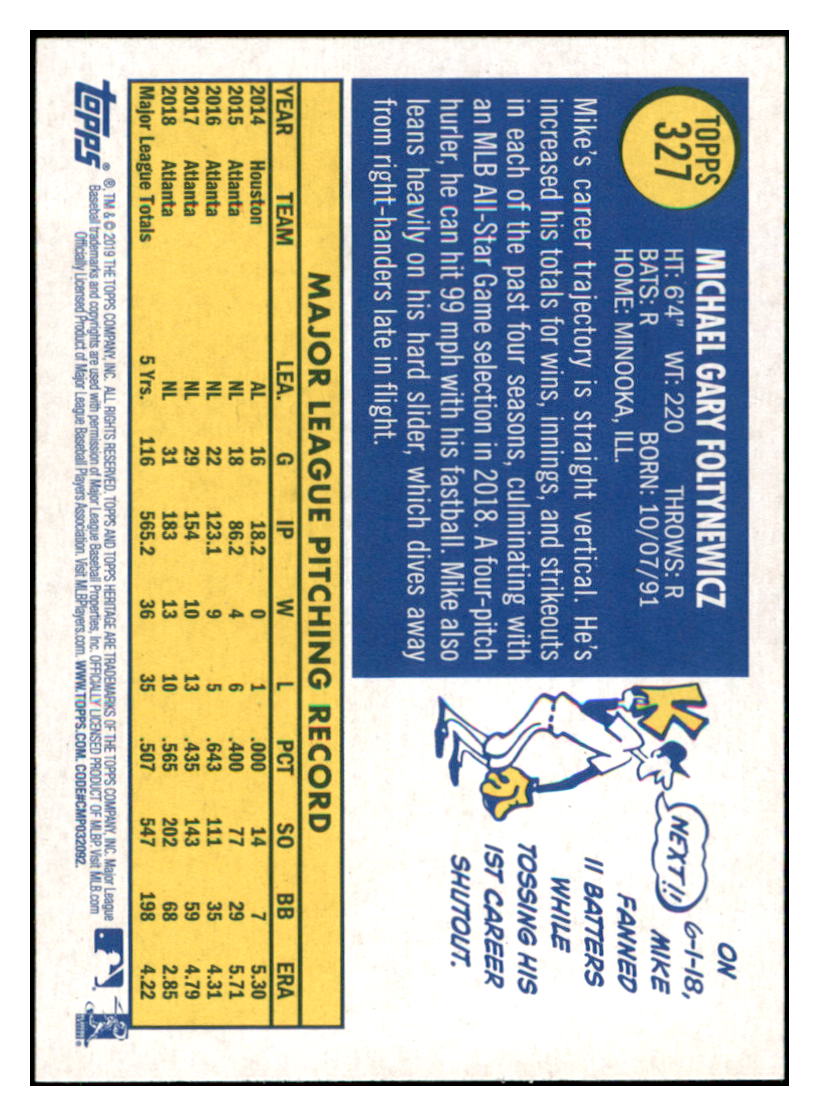 TOPPS
327
MICHAEL GARY FOLTYNEWICZ
HT: 6'4" WT: 220 THROWS: R
BATS: R BORN: 10/07/91
HOME: MINOOKA, ILL.
Mike's career trajectory is straight vertical. He's
increased his totals for wins, innings, and strikeouts
in each of the past four seasons, culminating with
an MLB All-Star Game selection in 2018. A four-pitch
hurler, he can hit 99 mph with his fastball. Mike also
leans heavily on his hard slider, which dives away
from right-handers late in flight.
K
NEXT!!
ON
6-1-18,
MIKE
FANNED
11 BATTERS
WHILE
TOSSING HIS
1ST CAREER
SHUTOUT.
MAJOR LEAGUE PITCHING RECORD
YEAR TEAM LEA. G IP W L PCT SO BB ERA
2014 Houston AL 16 18.2 0 1 .000 14 7 5.30
2015 Atlanta NL 18 86.2 4 6 .400 77 29 5.71
2016 Atlanta NL 22 123.1 9 5 .643 111 35 4.31
2017 Atlanta NL 29 154 10 13 .435 143 59 4.79
2018 Atlanta NL 31 183 13 10 .565 202 68 2.85
Major League Totals 5 Yrs. 116 565.2 36 35 .507 547 198 4.22
topps®
®, TM & © 2019 THE TOPPS COMPANY, INC. ALL RIGHTS RESERVED. TOPPS AND TOPPS HERITAGE ARE TRADEMARKS OF THE TOPPS COMPANY, INC. Major League
Baseball trademarks and copyrights are used with permission of Major League Baseball Properties, Inc. OFFICIALLY LICENSED PRODUCT OF MLBP. Visit MLB.com
Officially Licensed Product of Major League Baseball Players Association. Visit MLBPlayers.com. WWW.TOPPS.COM. CODE#CMP032092.